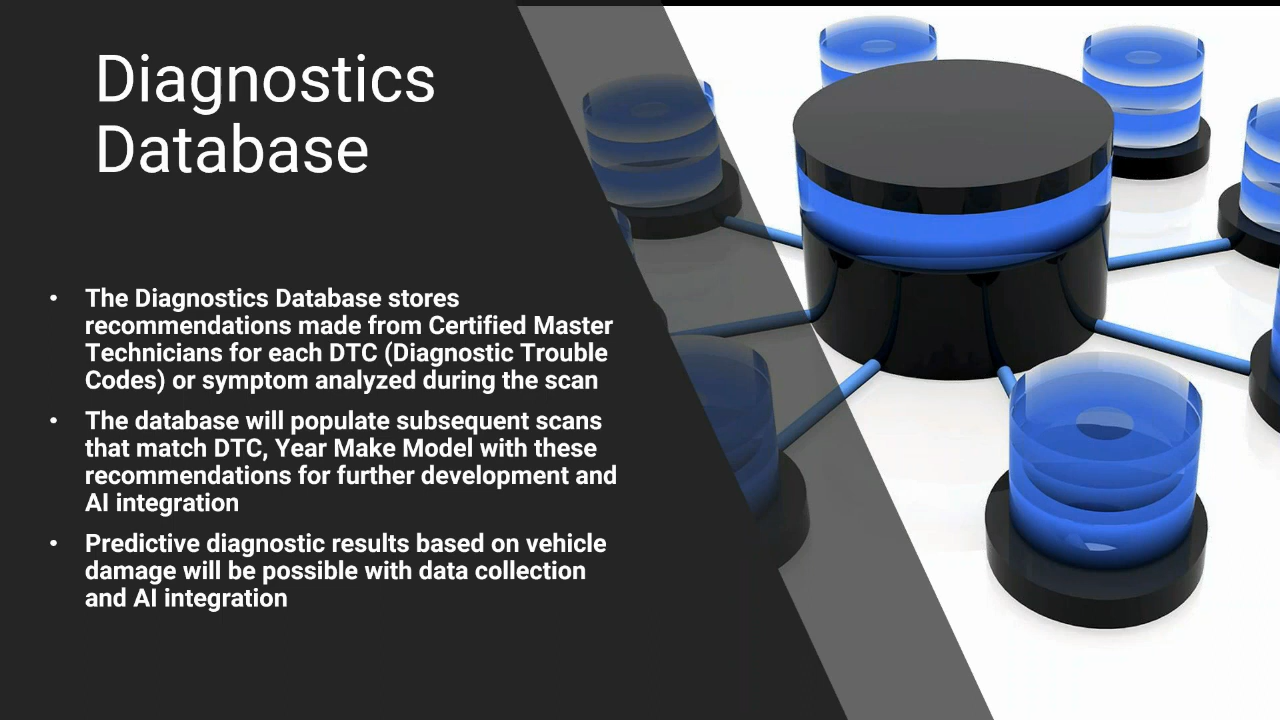 Diagnostics
Database
• The Diagnostics Database stores
recommendations made from Certified Master
Technicians for each DTC (Diagnostic Trouble
Codes) or symptom analyzed during the scan
• The database will populate subsequent scans
that match DTC, Year Make Model with these
recommendations for further development and
AI integration
• Predictive diagnostic results based on vehicle
damage will be possible with data collection
and AI integration